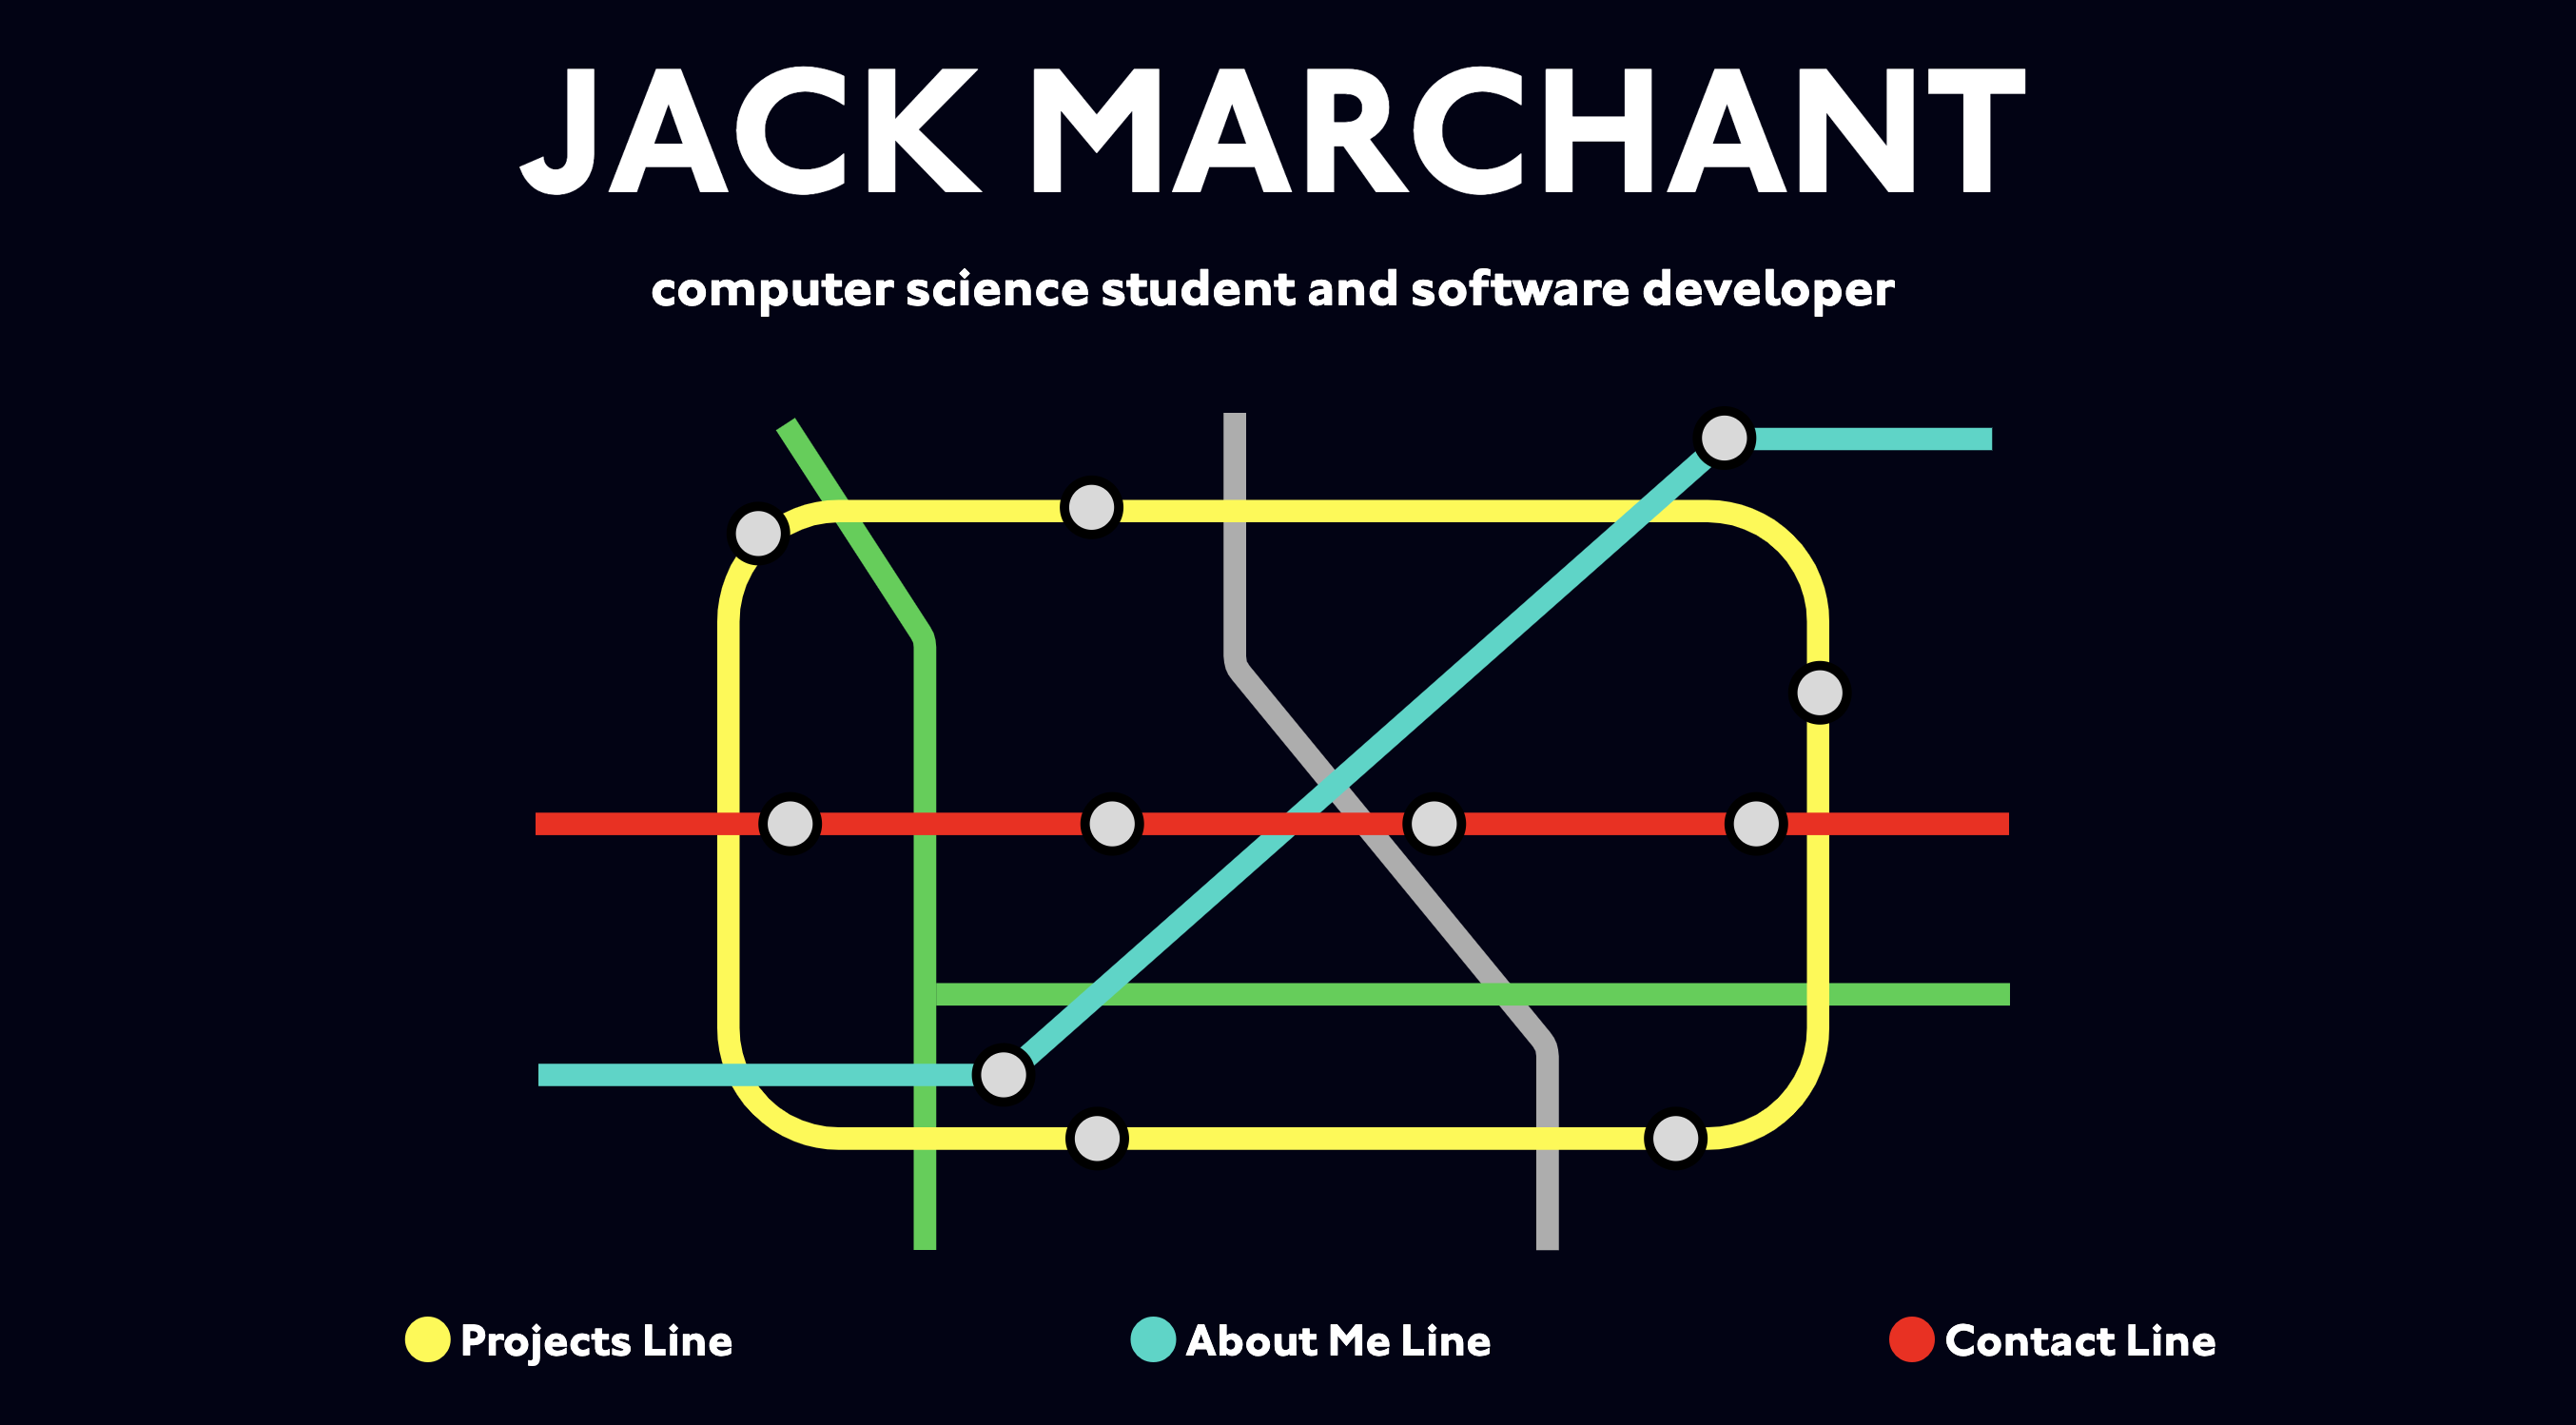 JACK MARCHANT
computer science student and software developer
Projects Line
About Me Line
Contact Line